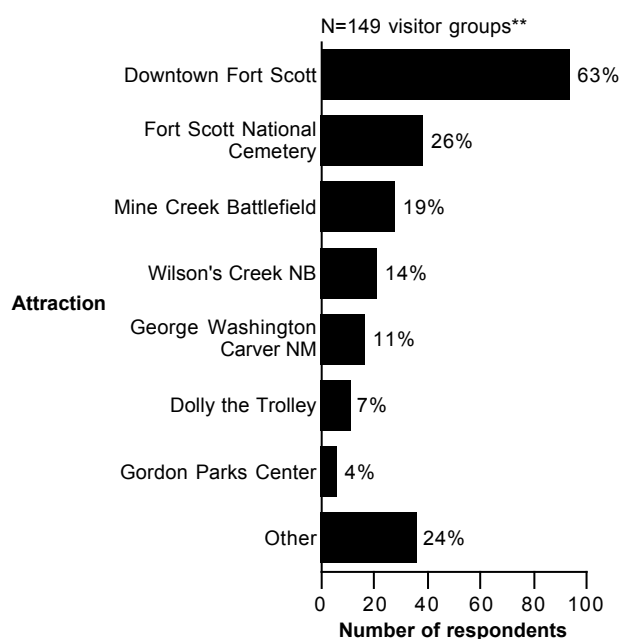 N=149 visitor groups**
Downtown Fort Scott 63%
Fort Scott National
Cemetery 26%
Mine Creek Battlefield 19%
Wilson's Creek NB 14%
Attraction
George Washington
Carver NM 11%
Dolly the Trolley 7%
Gordon Parks Center 4%
Other 24%
0 20 40 60 80 100
Number of respondents